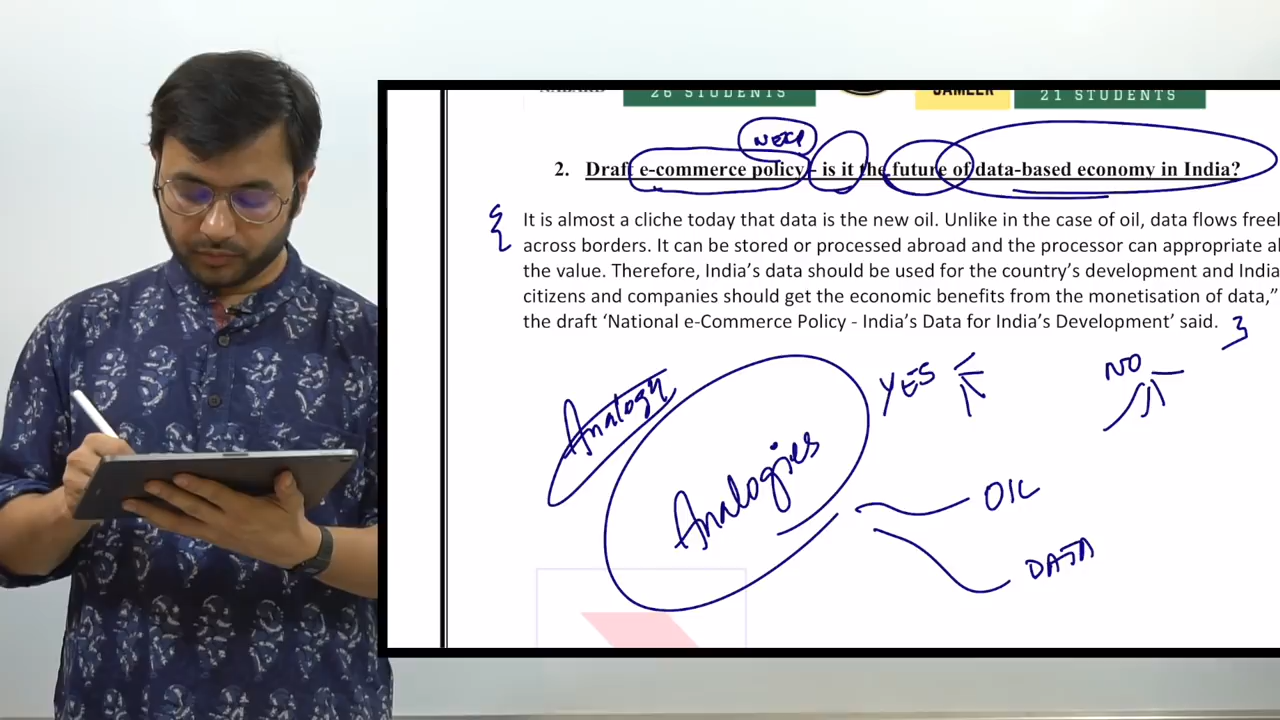 26 STUDENTS
21 STUDENTS
NECP
2. Draft e-commerce policy - is it the future of data-based economy in India?
It is almost a cliche today that data is the new oil. Unlike in the case of oil, data flows
across borders. It can be stored or processed abroad and the processor can appropriate
the value. Therefore, India's data should be used for the country's development and
citizens and companies should get the economic benefits from the monetisation of data,"
the draft 'National e-Commerce Policy - India's Data for India's Development' said.
YES
NO
Analogy
Analogies
OIL
DATA